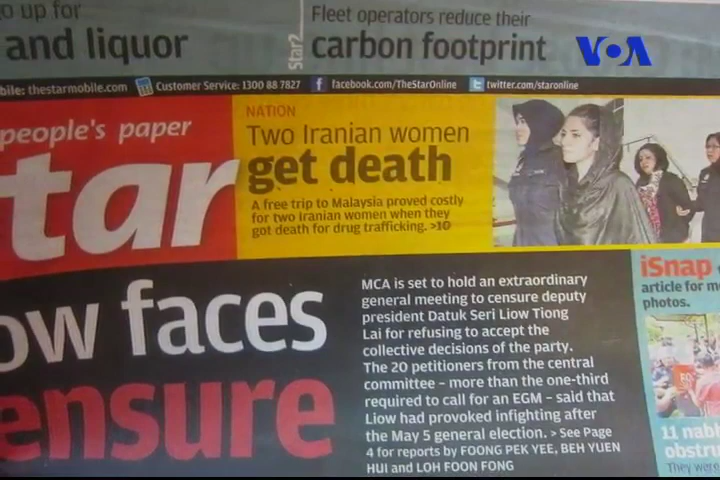 o up for
and liquor
Star2
Fleet operators reduce their
carbon footprint
VOA
bile: thestarmobile.com
Customer Service: 1300 88 7827
facebook.com/TheStarOnline
twitter.com/staronline
people's paper
tar
NATION
Two Iranian women
get death
A free trip to Malaysia proved costly
for two Iranian women when they
got death for drug trafficking. >10
ow faces
ensure
MCA is set to hold an extraordinary
general meeting to censure deputy
president Datuk Seri Liow Tiong
Lai for refusing to accept the
collective decisions of the party.
The 20 petitioners from the central
committee – more than the one-third
required to call for an EGM – said that
Liow had provoked infighting after
the May 5 general election. > See Page
4 for reports by FOONG PEK YEE, BEH YUEN
HUI and LOH FOON FONG
iSnap
article for m
photos.
11 nabb
obstru
They were